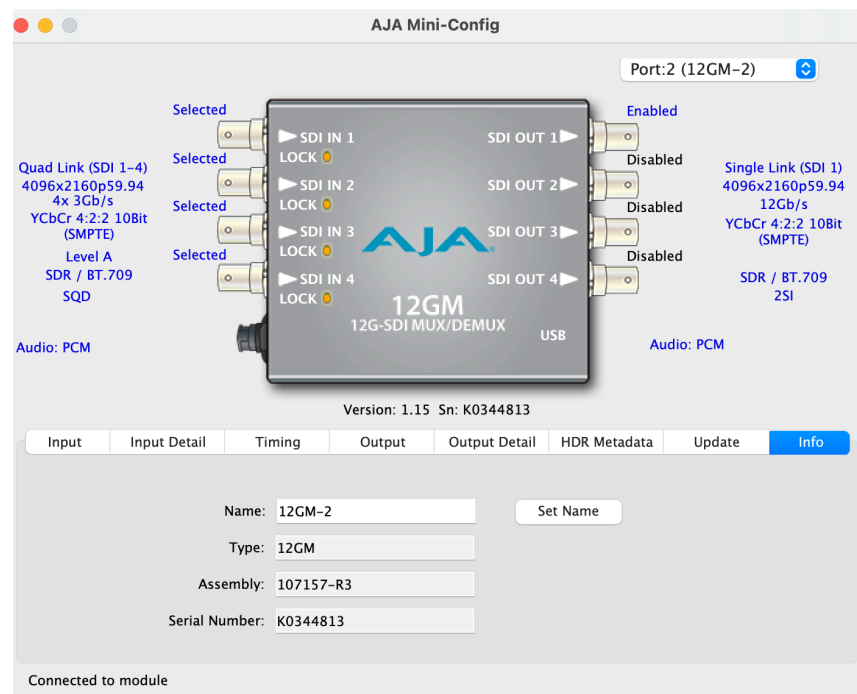 AJA Mini-Config
Port:2 (12GM-2)
Selected
Selected
Selected
Selected
Quad Link (SDI 1-4)
4096x2160p59.94
4x 3Gb/s
YCbCr 4:2:2 10Bit
(SMPTE)
Level A
SDR / BT.709
SQD
Audio: PCM
SDI IN 1
LOCK
SDI IN 2
LOCK
SDI IN 3
LOCK
SDI IN 4
LOCK
AJA
12GM
12G-SDI MUX/DEMUX
USB
SDI OUT 1
SDI OUT 2
SDI OUT 3
SDI OUT 4
Enabled
Disabled
Disabled
Disabled
Single Link (SDI 1)
4096x2160p59.94
12Gb/s
YCbCr 4:2:2 10Bit
(SMPTE)
SDR / BT.709
2SI
Audio: PCM
Version: 1.15 Sn: K0344813
Input Input Detail Timing Output Output Detail HDR Metadata Update Info
Name: 12GM-2 Set Name
Type: 12GM
Assembly: 107157-R3
Serial Number: K0344813
Connected to module